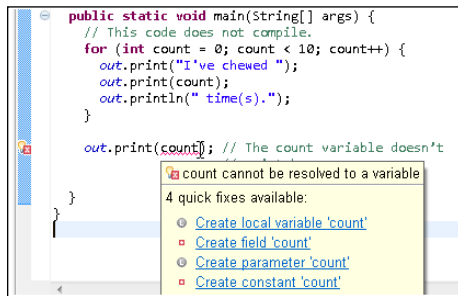 public static void main(String[] args) {
// This code does not compile.
for (int count = 0; count < 10; count++) {
out.print("I've chewed ");
out.print(count);
out.println(" time(s).");
}
out.print(count); // The count variable doesn't
count cannot be resolved to a variable
}
4 quick fixes available:
}
Create local variable 'count'
Create field 'count'
Create parameter 'count'
Create constant 'count'